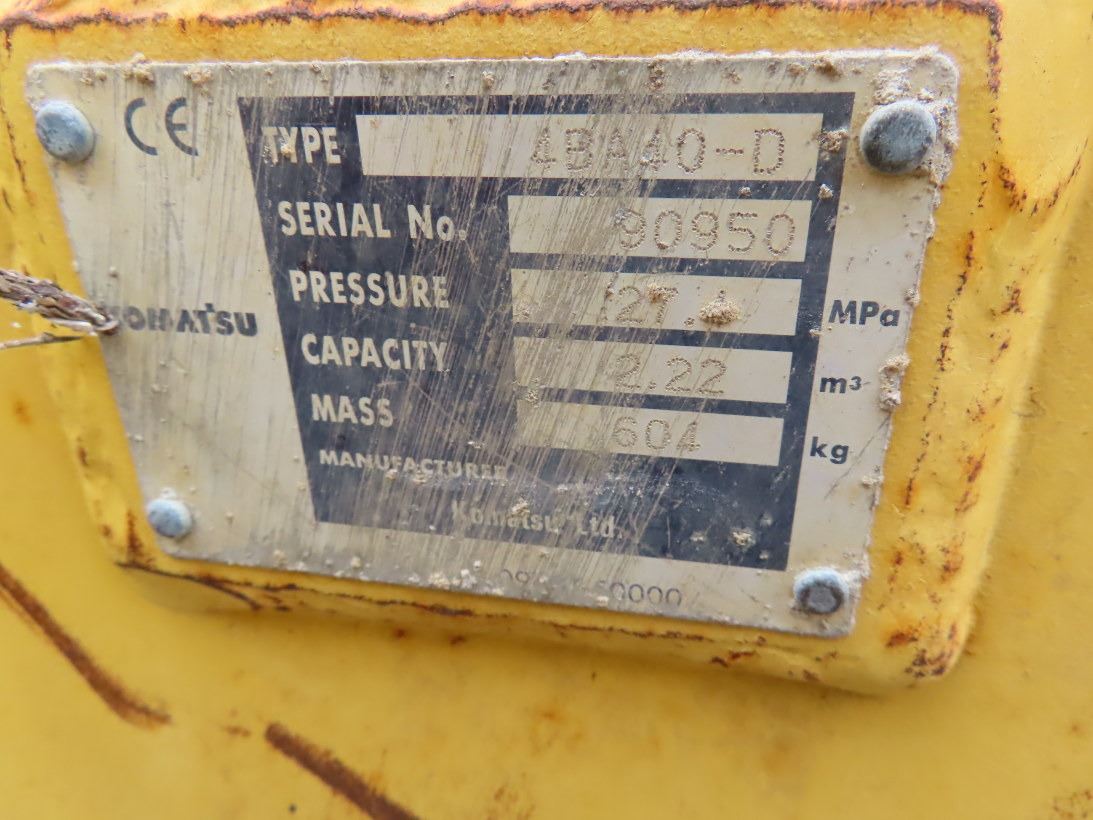 CE
TYPE 4BA40-D
SERIAL No. 90950
PRESSURE 27. MPa
KOMATSU
CAPACITY 2.22 m³
MASS 604 kg
MANUFACTURER
Komatsu Ltd.